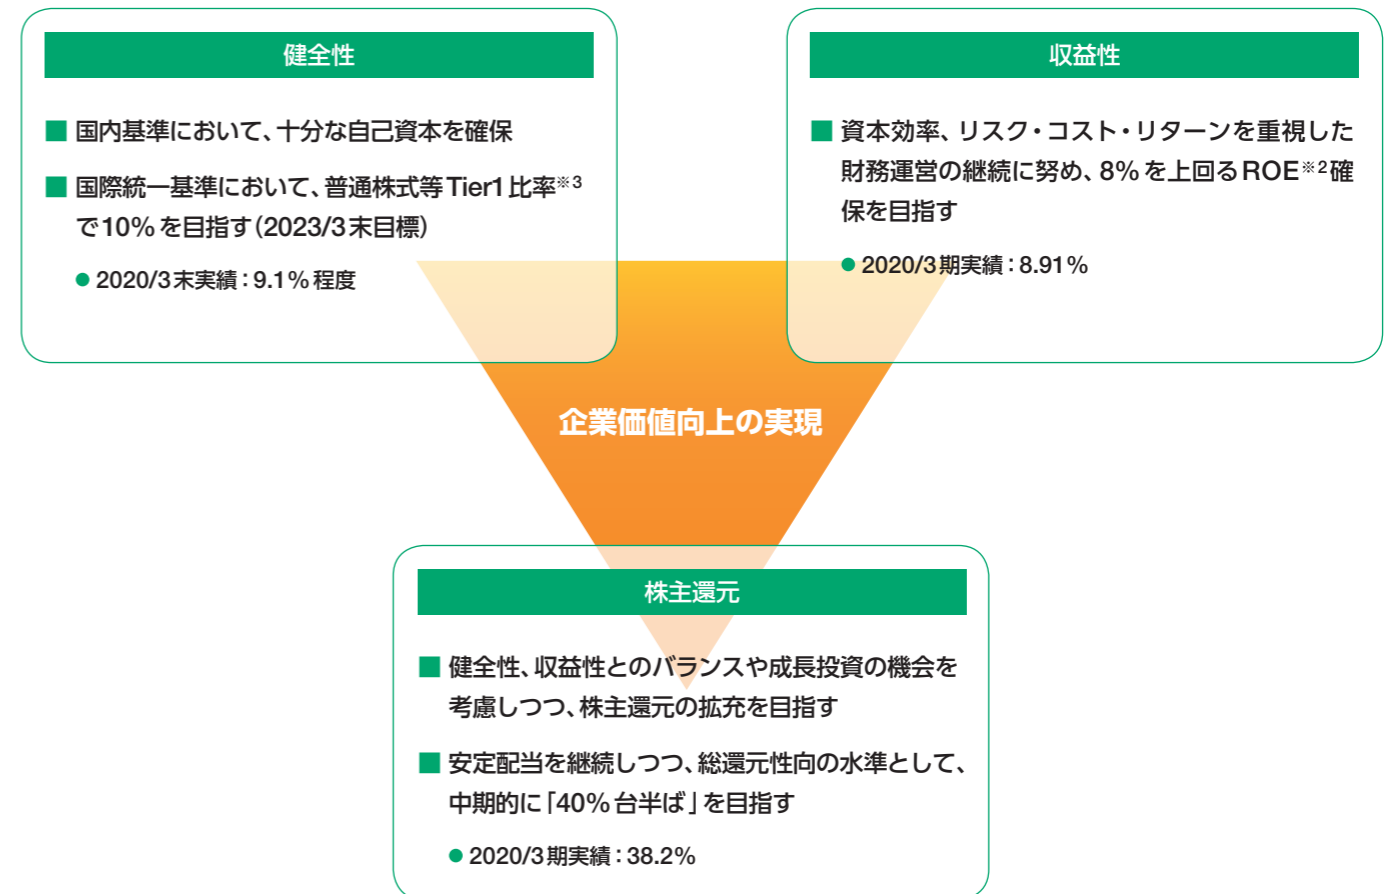 健全性
■ 国内基準において、十分な自己資本を確保
■ 国際統一基準において、普通株式等Tier1比率※3
で10%を目指す(2023/3末目標)
● 2020/3末実績:9.1%程度
収益性
■ 資本効率、リスク・コスト・リターンを重視した
財務運営の継続に努め、8%を上回るROE※2確
保を目指す
● 2020/3期実績:8.91%
企業価値向上の実現
株主還元
■ 健全性、収益性とのバランスや成長投資の機会を
考慮しつつ、株主還元の拡充を目指す
■ 安定配当を継続しつつ、総還元性向の水準として、
中期的に「40%台半ば」を目指す
● 2020/3期実績:38.2%